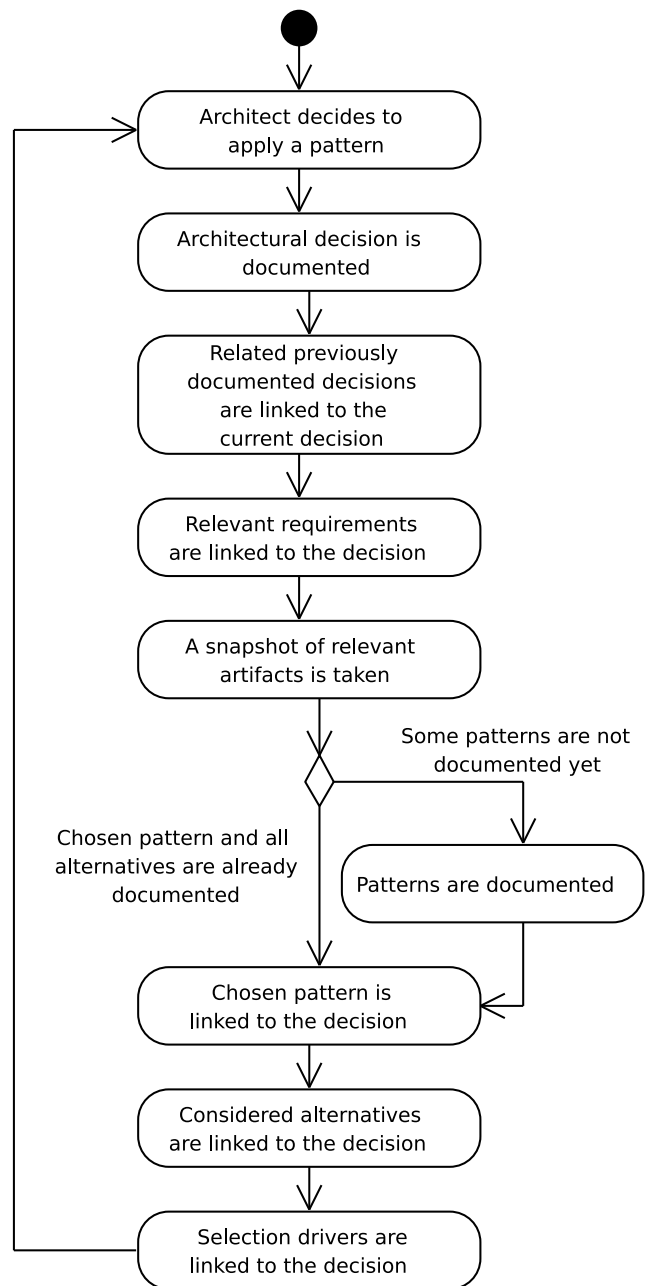 Architect decides to
apply a pattern
Architectural decision is
documented
Related previously
documented decisions
are linked to the
current decision
Relevant requirements
are linked to the decision
A snapshot of relevant
artifacts is taken
Some patterns are not
documented yet
Chosen pattern and all
alternatives are already
documented
Patterns are documented
Chosen pattern is
linked to the decision
Considered alternatives
are linked to the decision
Selection drivers are
linked to the decision